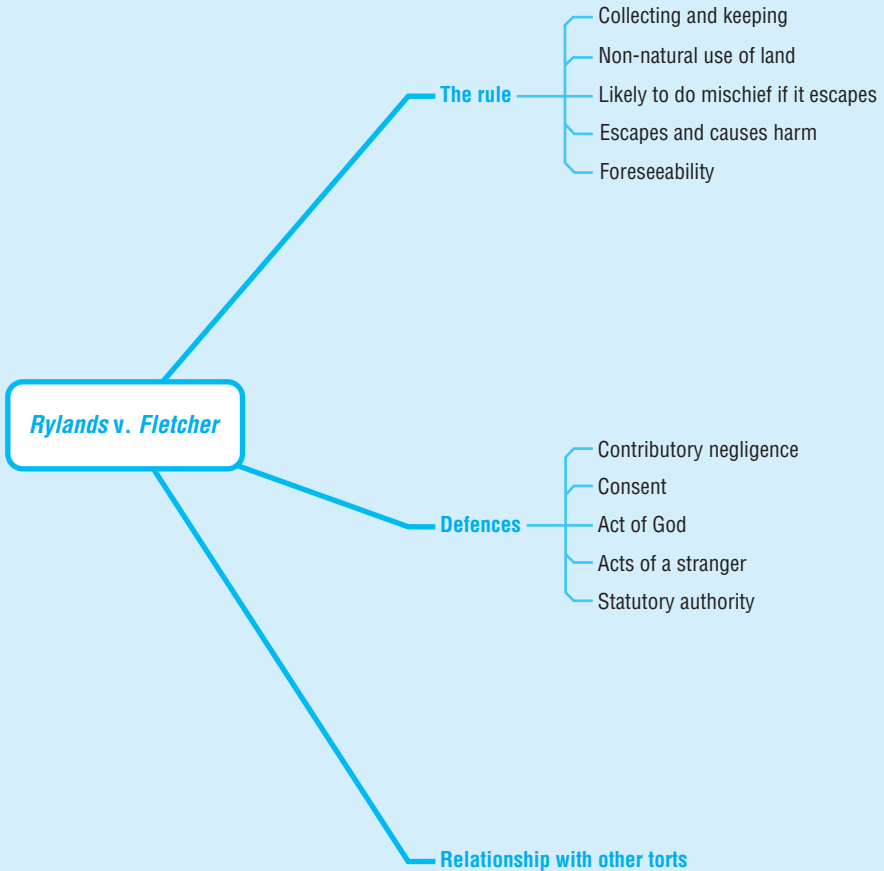 Rylands v. Fletcher
The rule
Collecting and keeping
Non-natural use of land
Likely to do mischief if it escapes
Escapes and causes harm
Foreseeability
Defences
Contributory negligence
Consent
Act of God
Acts of a stranger
Statutory authority
Relationship with other torts